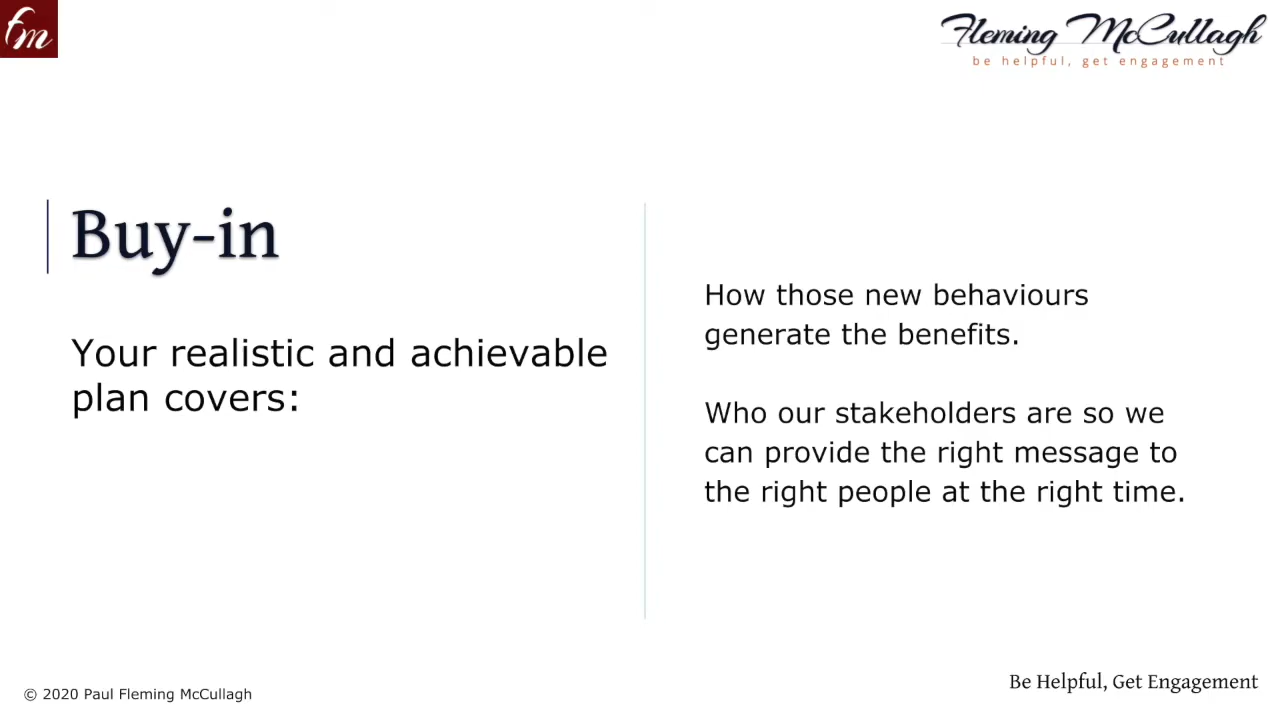 fm
Fleming McCullagh
be helpful, get engagement
Buy-in
Your realistic and achievable
plan covers:
How those new behaviours
generate the benefits.
Who our stakeholders are so we
can provide the right message to
the right people at the right time.
© 2020 Paul Fleming McCullagh
Be Helpful, Get Engagement